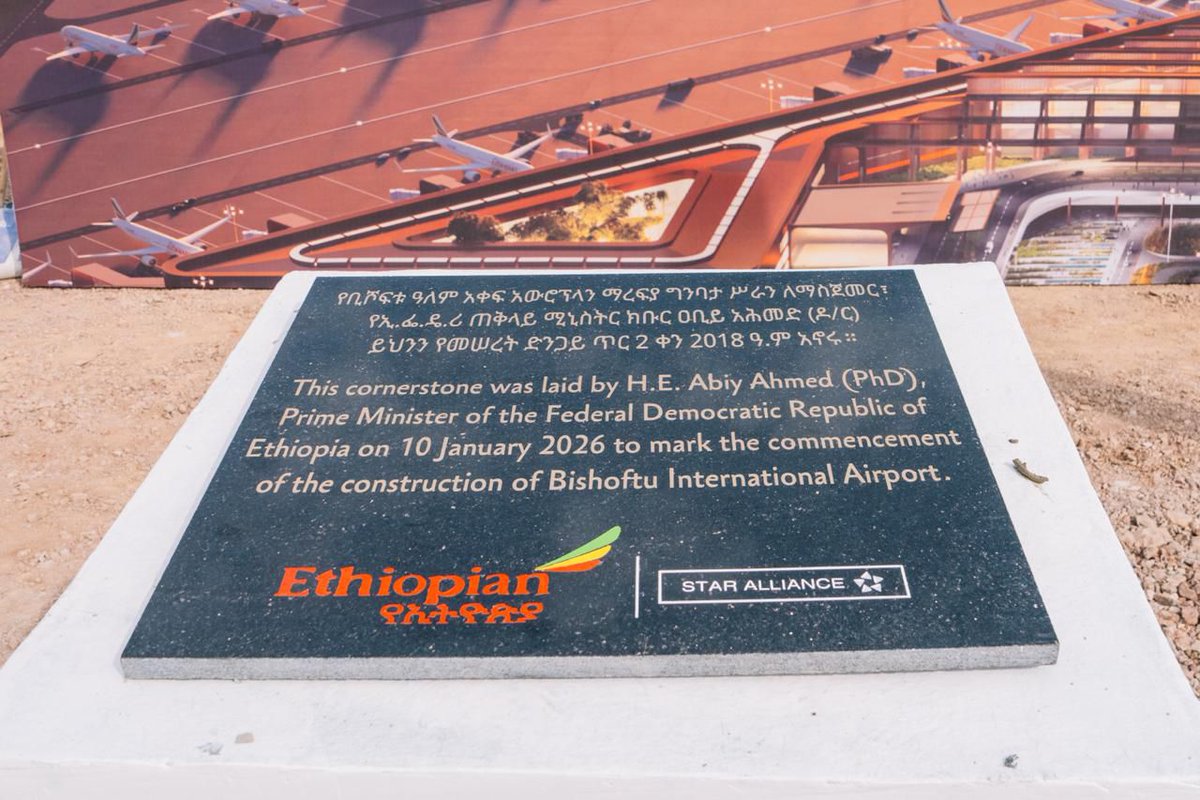 የቢሾፍቱ ዓለም አቀፍ አውሮፕላን ማረፍያ ግንባታ ሥራን ለማስጀመር፣
የኢ.ፌ.ዴ.ሪ ጠቅላይ ሚኒስትር ክቡር ዐቢይ አሕመድ (ዶ/ር)
ይህንን የመሠረት ድንጋይ ጥር 2 ቀን 2018 ዓ.ም አኖሩ።
This cornerstone was laid by H.E. Abiy Ahmed (PhD),
Prime Minister of the Federal Democratic Republic of
Ethiopia on 10 January 2026 to mark the commencement
of the construction of Bishoftu International Airport.
Ethiopian
የኢትዮጵያ
STAR ALLIANCE